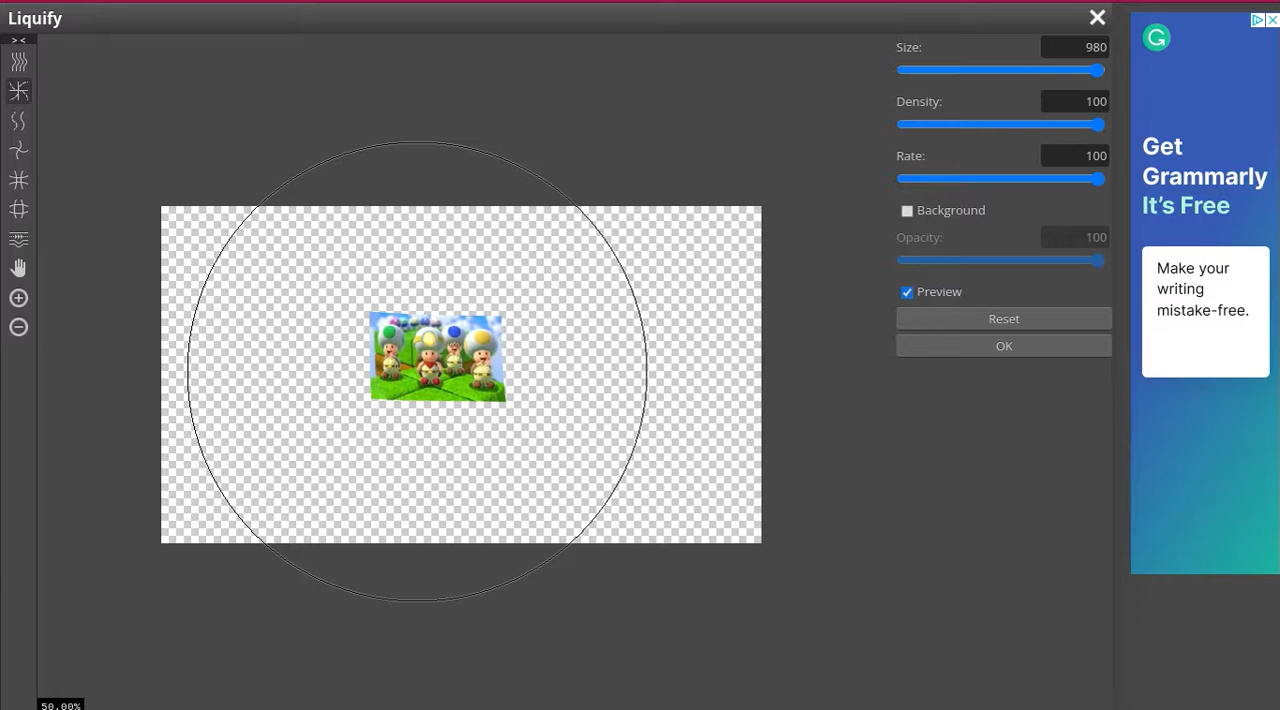 Liquify
Size:
980
Density:
100
Rate:
100
Background
Opacity:
100
Preview
Reset
OK
50.00%
Get
Grammarly
It's Free
Make your
writing
mistake-free.